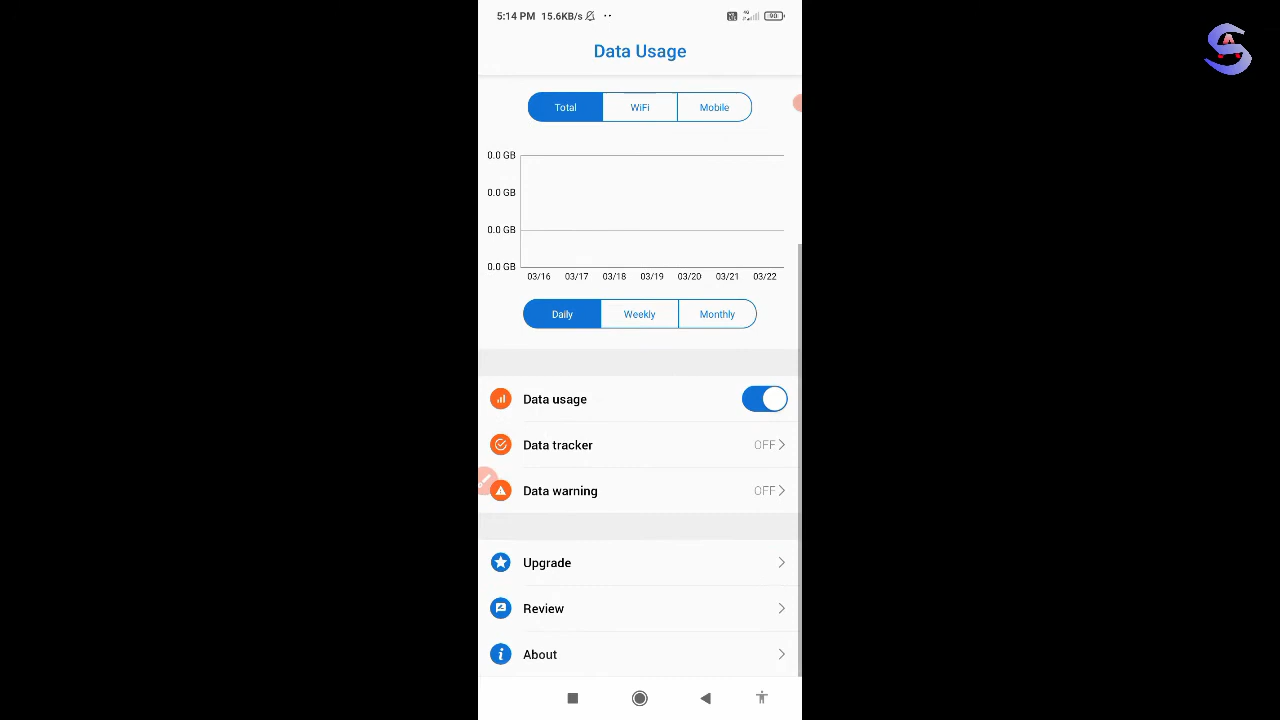 5:14 PM 15.6KB/s 90
Data Usage
Total WiFi Mobile
0.0 GB
0.0 GB
0.0 GB
0.0 GB
03/16 03/17 03/18 03/19 03/20 03/21 03/22
Daily Weekly Monthly
Data usage
Data tracker OFF
Data warning OFF
Upgrade
Review
About